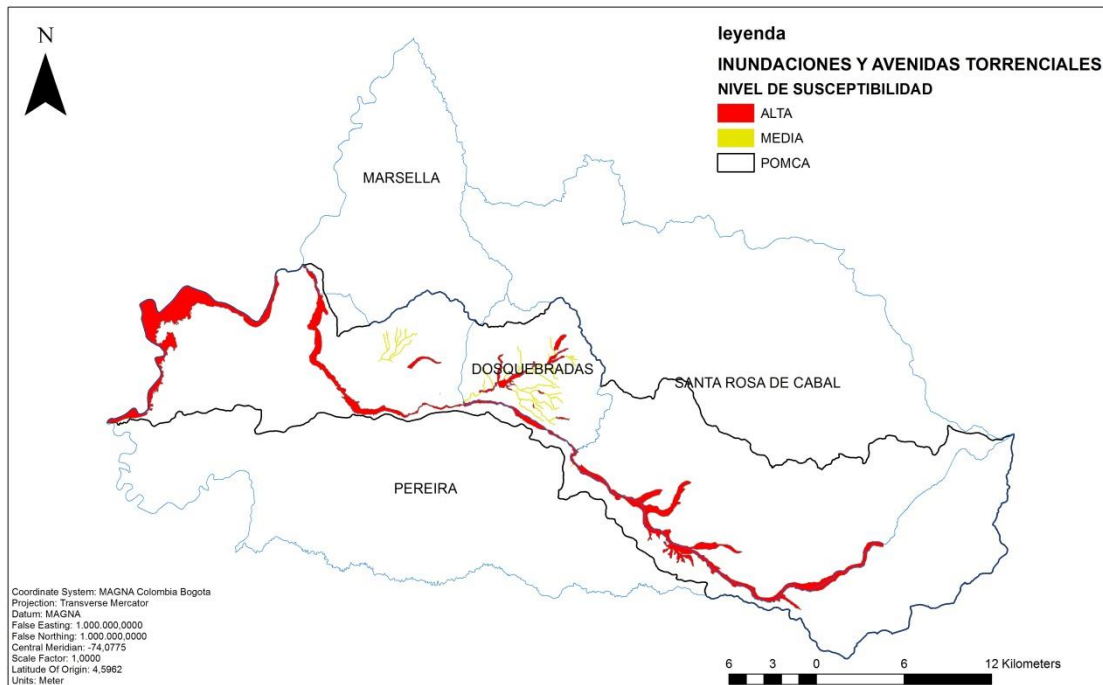 N
leyenda
INUNDACIONES Y AVENIDAS TORRENCIALES
NIVEL DE SUSCEPTIBILIDAD
ALTA
MEDIA
POMCA
MARSELLA
DOSQUEBRADAS
SANTA ROSA DE CABAL
PEREIRA
Coordinate System: MAGNA Colombia Bogota
Projection: Transverse Mercator
Datum: MAGNA
False Easting: 1.000.000,0000
False Northing: 1.000.000,0000
Central Meridian: -74,0775
Scale Factor: 1,0000
Latitude Of Origin: 4,5962
Units: Meter
6 3 0 6 12 Kilometers